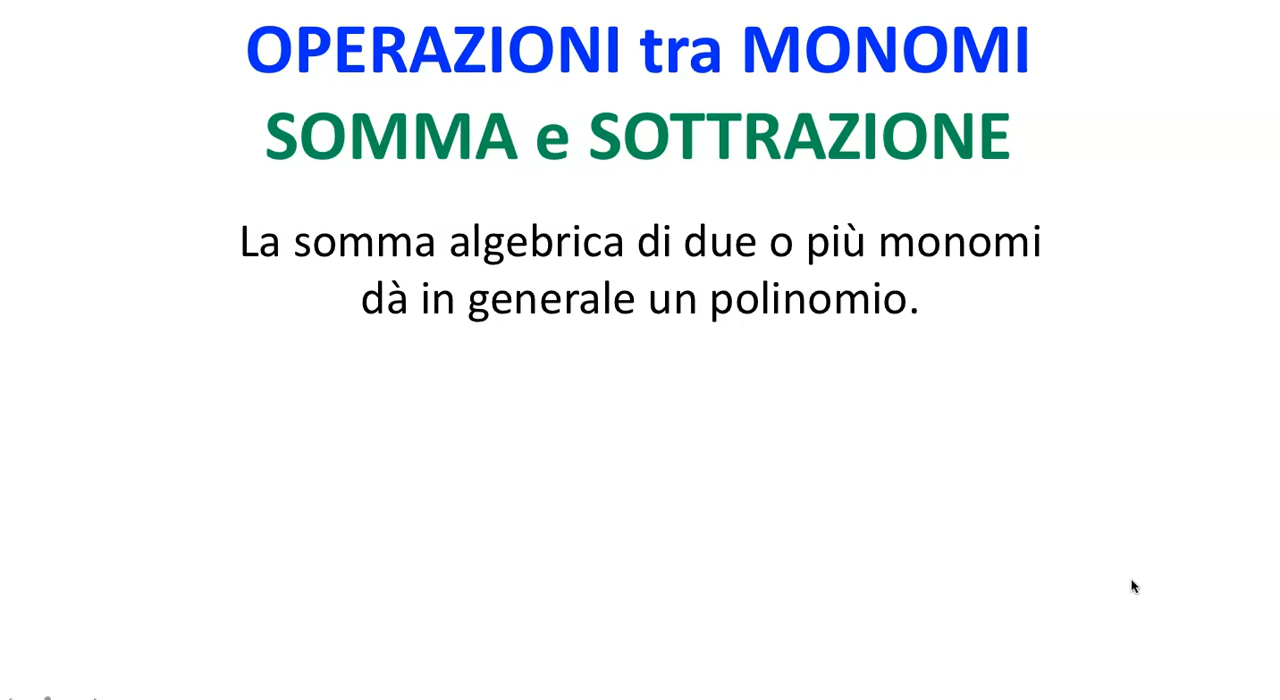 OPERAZIONI tra MONOMI
SOMMA e SOTTRAZIONE
La somma algebrica di due o più monomi
dà in generale un polinomio.